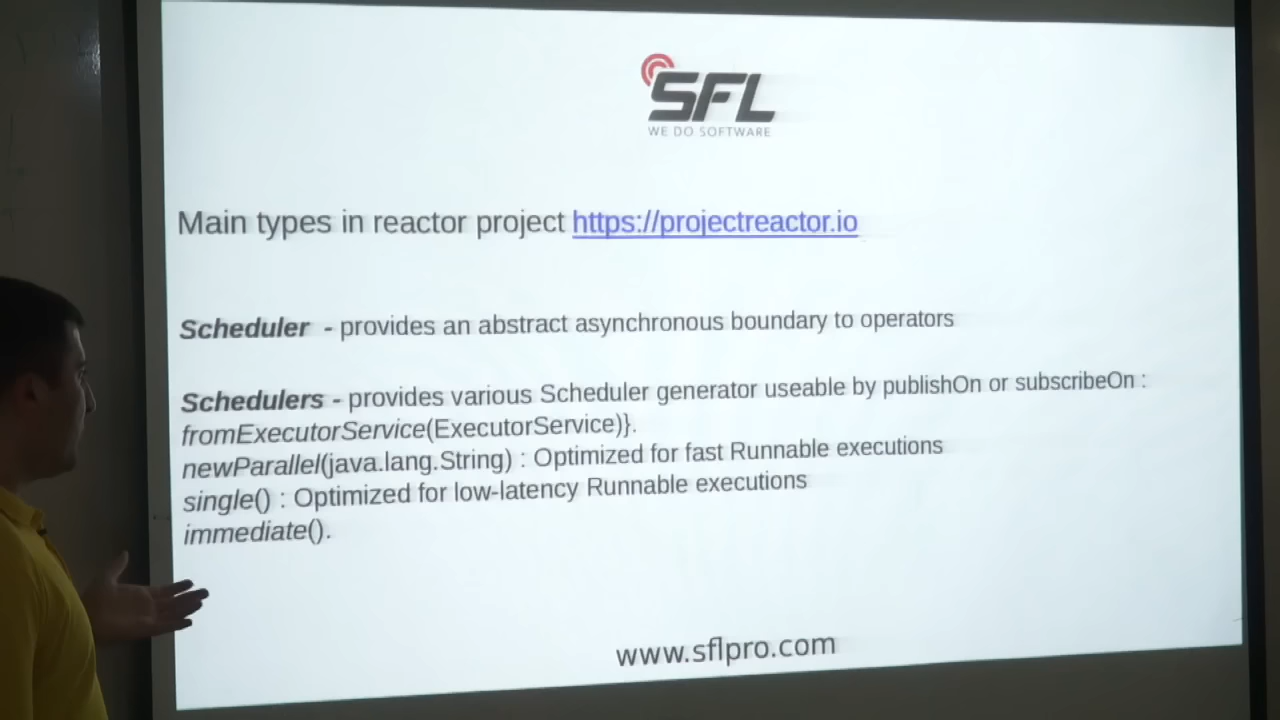 SFL
WE DO SOFTWARE
Main types in reactor project https://projectreactor.io
Scheduler - provides an abstract asynchronous boundary to operators
Schedulers - provides various Scheduler generator useable by publishOn or subscribeOn :
fromExecutorService(ExecutorService)}.
newParallel(java.lang.String) : Optimized for fast Runnable executions
single() : Optimized for low-latency Runnable executions
immediate().
www.sflpro.com